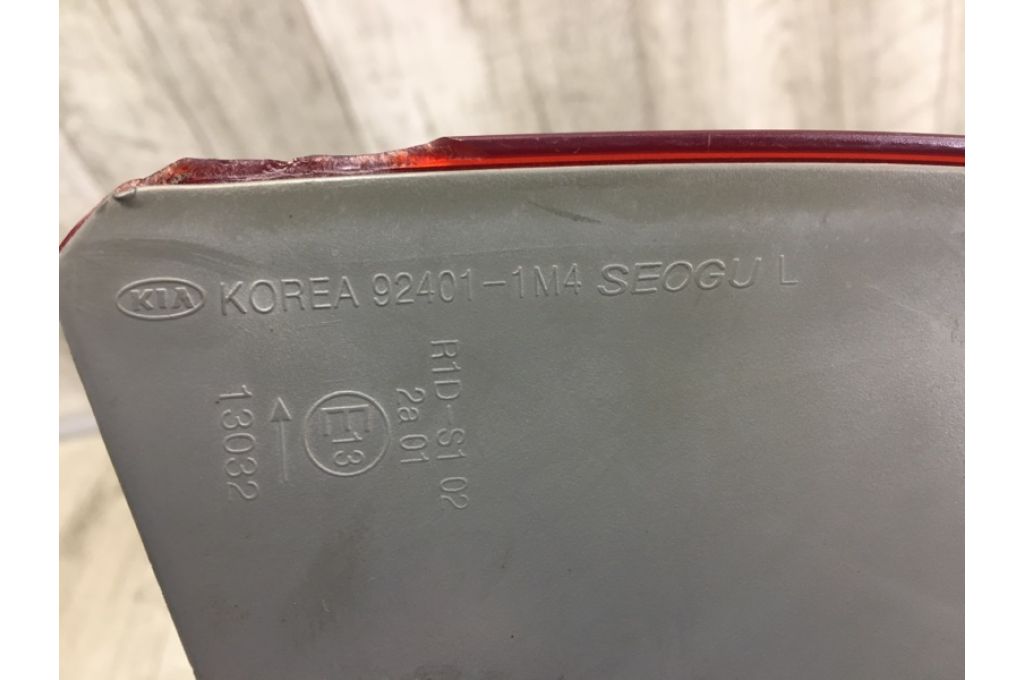 KIA KOREA 92401-1M4 SEOGU L
R1D-S1 02
2a 01
E13
13032